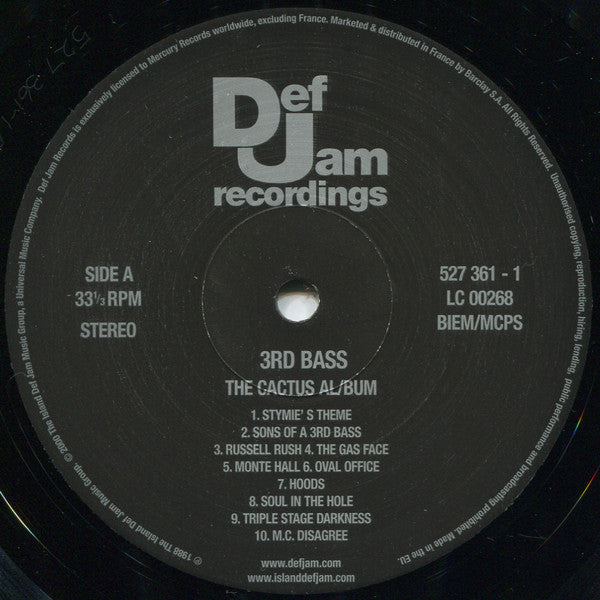 Def
Jam
recordings
SIDE A
33⅓ RPM
STEREO
527 361 - 1
LC 00268
BIEM/MCPS
3RD BASS
THE CACTUS AL/BUM
1. STYMIE' S THEME
2. SONS OF A 3RD BASS
3. RUSSELL RUSH 4. THE GAS FACE
5. MONTE HALL 6. OVAL OFFICE
7. HOODS
8. SOUL IN THE HOLE
9. TRIPLE STAGE DARKNESS
10. M.C. DISAGREE
www.defjam.com
www.islanddefjam.com
℗ 1988 The Island Def Jam Music Group, © 2000 The Island Def Jam Music Group, a Universal Music Company. Def Jam Records is exclusively licensed to Mercury Records worldwide, excluding France. Marketed & distributed in France by Barclay S.A. All Rights Reserved. Unauthorised copying, reproduction, hiring, lending, public performance and broadcasting prohibited. Made in the EU.